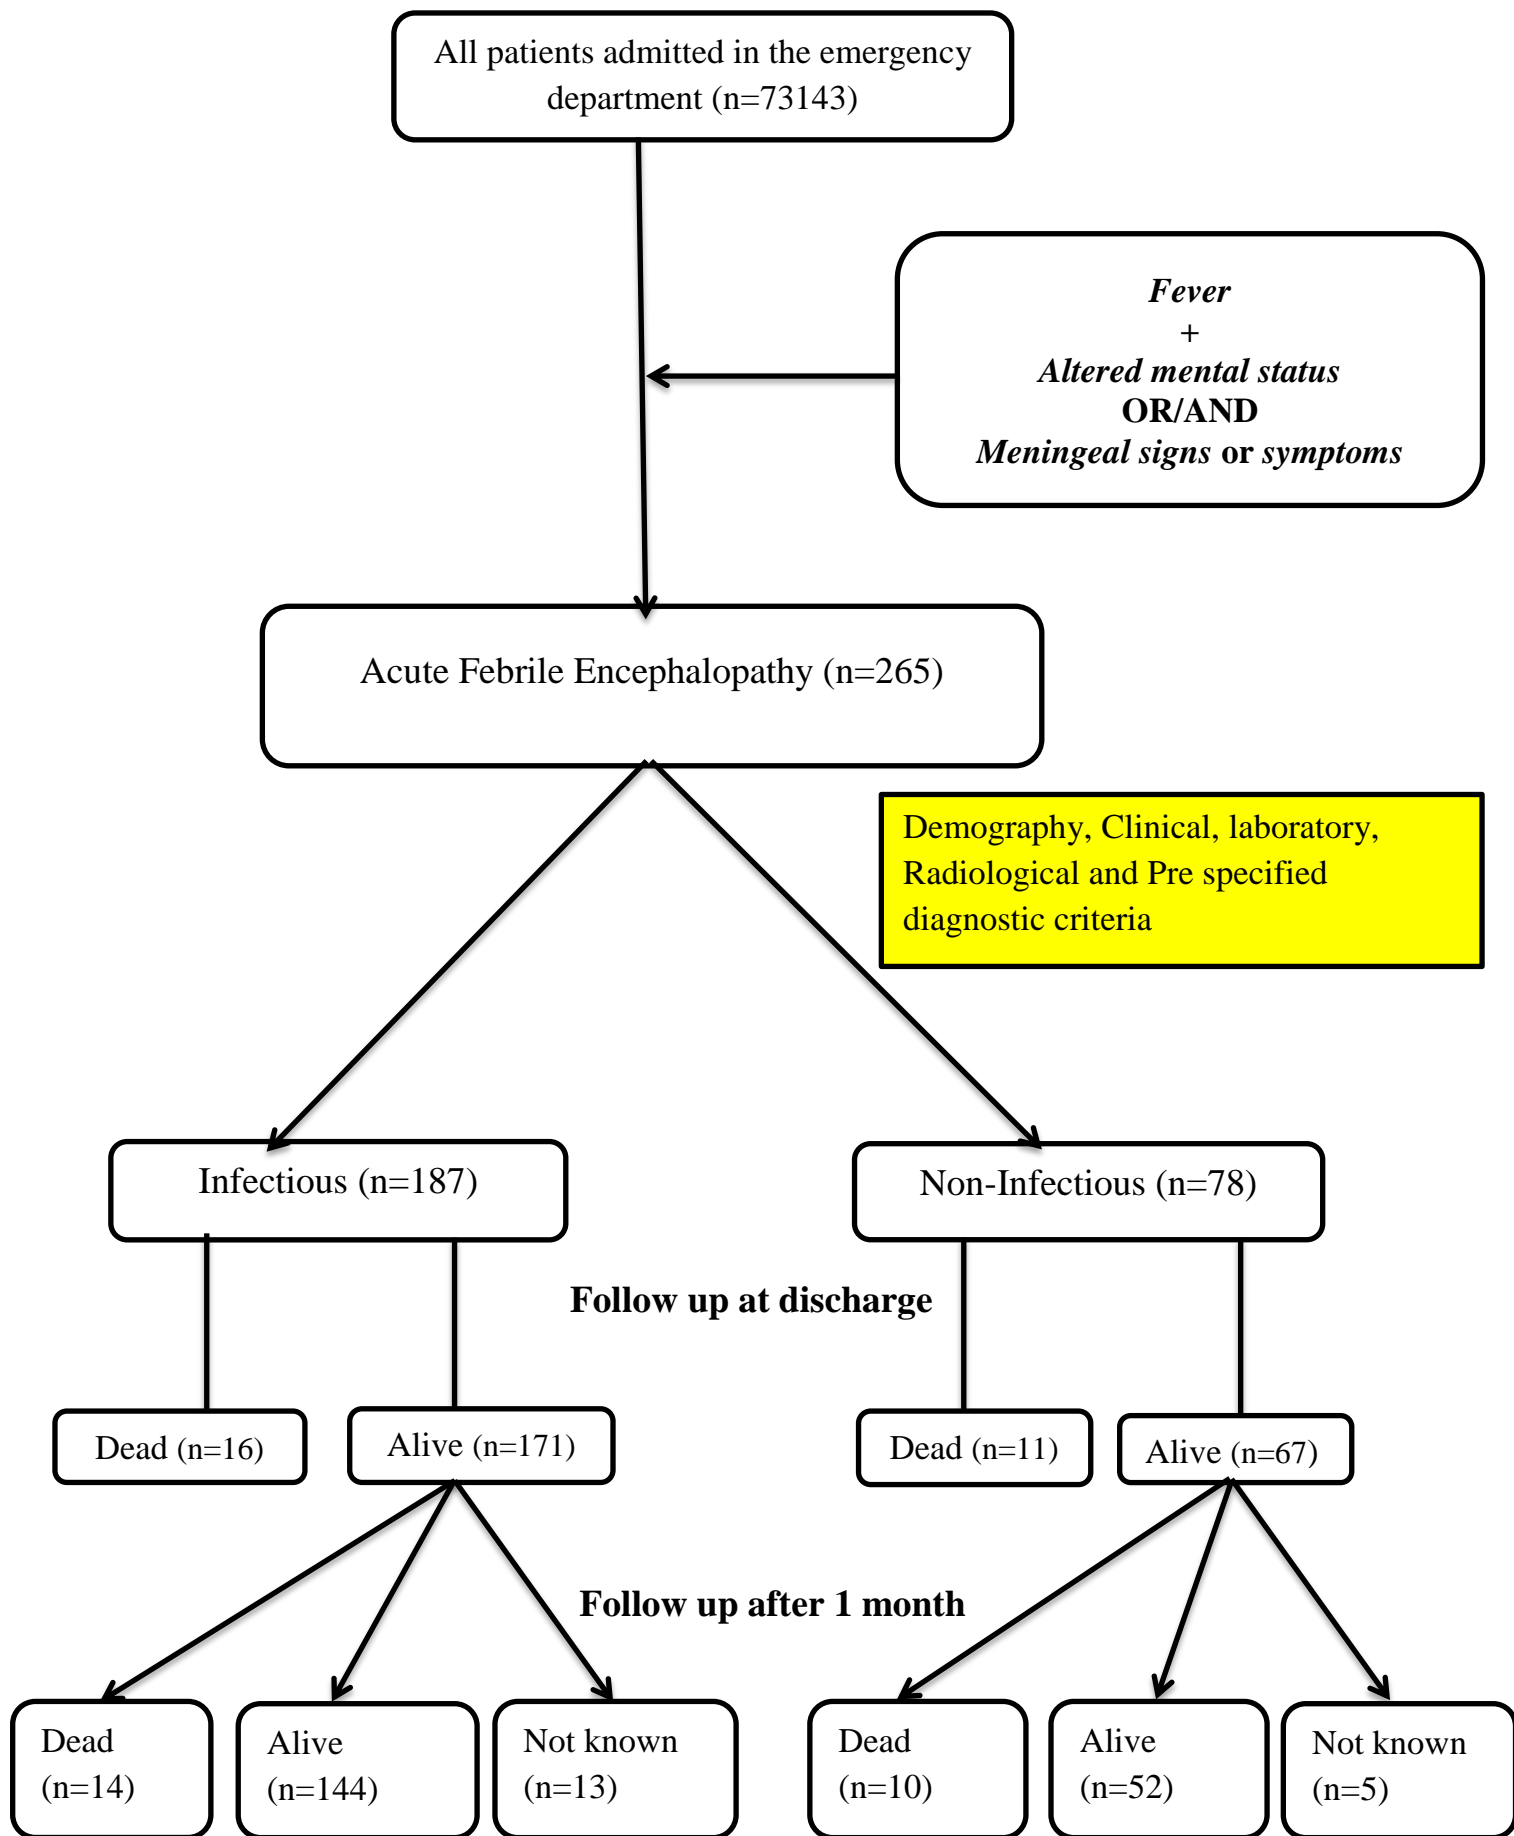 All patients admitted in the emergency
department (n=73143)
Fever
+
Altered mental status
OR/AND
Meningeal signs or symptoms
Acute Febrile Encephalopathy (n=265)
Demography, Clinical, laboratory,
Radiological and Pre specified
diagnostic criteria
Infectious (n=187)
Non-Infectious (n=78)
Follow up at discharge
Dead (n=16)
Alive (n=171)
Dead (n=11)
Alive (n=67)
Follow up after 1 month
Dead
(n=14)
Alive
(n=144)
Not known
(n=13)
Dead
(n=10)
Alive
(n=52)
Not known
(n=5)